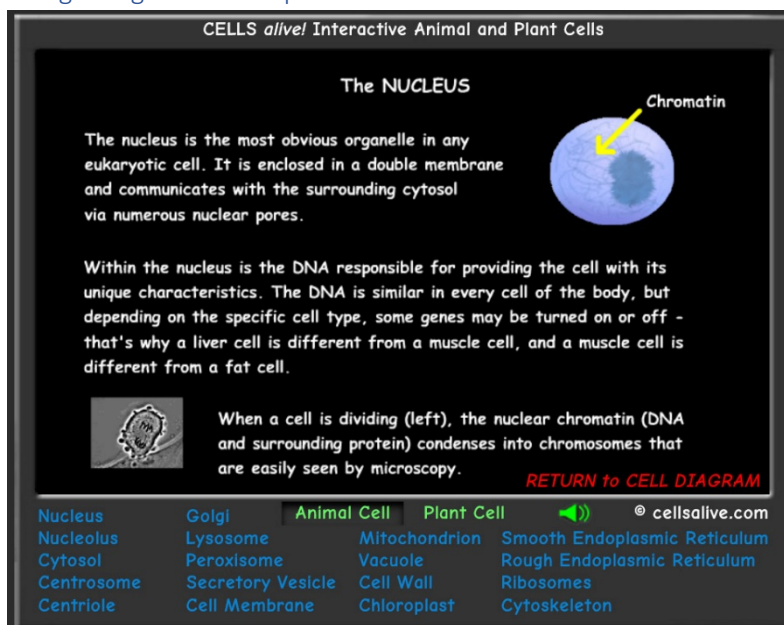 CELLS alive! Interactive Animal and Plant Cells
The NUCLEUS
Chromatin
The nucleus is the most obvious organelle in any
eukaryotic cell. It is enclosed in a double membrane
and communicates with the surrounding cytosol
via numerous nuclear pores.
Within the nucleus is the DNA responsible for providing the cell with its
unique characteristics. The DNA is similar in every cell of the body, but
depending on the specific cell type, some genes may be turned on or off -
that's why a liver cell is different from a muscle cell, and a muscle cell is
different from a fat cell.
When a cell is dividing (left), the nuclear chromatin (DNA
and surrounding protein) condenses into chromosomes that
are easily seen by microscopy.
RETURN to CELL DIAGRAM
Animal Cell Plant Cell © cellsalive.com
Nucleus Golgi
Nucleolus Lysosome Mitochondrion Smooth Endoplasmic Reticulum
Cytosol Peroxisome Vacuole Rough Endoplasmic Reticulum
Centrosome Secretory Vesicle Cell Wall Ribosomes
Centriole Cell Membrane Chloroplast Cytoskeleton